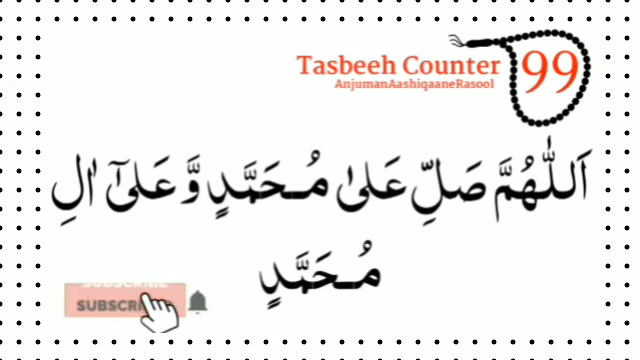 Tasbeeh Counter
AnjumanAashiqaaneRasool
99
اَللّٰهُمَّ صَلِّ عَلٰى مُحَمَّدٍ وَّعَلٰٓى اٰلِ
مُحَمَّدٍ
SUBSCRIBE